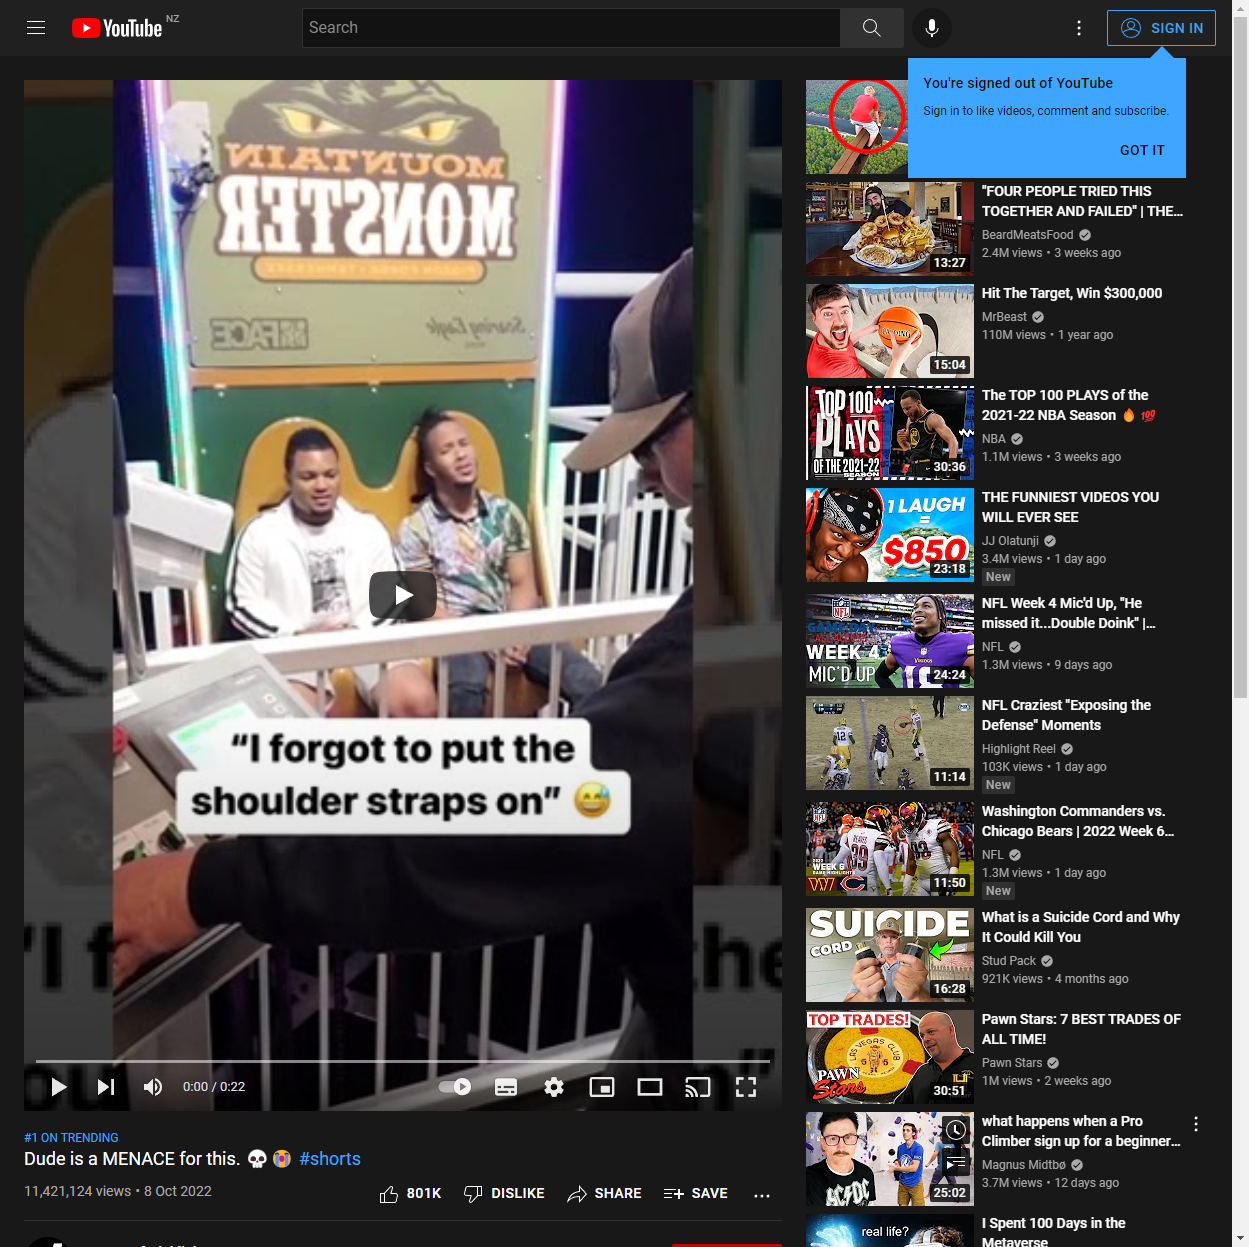 YouTube NZ
Search
SIGN IN
You're signed out of YouTube
Sign in to like videos, comment and subscribe.
GOT IT
MOUNTAIN
MONSTER
"I forgot to put the
shoulder straps on" 😅
0:00 / 0:22
#1 ON TRENDING
Dude is a MENACE for this. 💀😭 #shorts
11,421,124 views • 8 Oct 2022
801K
DISLIKE
SHARE
SAVE
"FOUR PEOPLE TRIED THIS
TOGETHER AND FAILED" | THE...
BeardMeatsFood
2.4M views • 3 weeks ago
13:27
Hit The Target, Win $300,000
MrBeast
110M views • 1 year ago
15:04
TOP 100
PLAYS
OF THE 2021-22
SEASON
30:36
The TOP 100 PLAYS of the
2021-22 NBA Season 🔥 💯
NBA
1.1M views • 3 weeks ago
1 LAUGH
=
$850
23:18
THE FUNNIEST VIDEOS YOU
WILL EVER SEE
JJ Olatunji
3.4M views • 1 day ago
New
NFL
GAME DAY
ALL ACCESS
WEEK 4
MIC'D UP
24:24
NFL Week 4 Mic'd Up, "He
missed it...Double Doink" |...
NFL
1.3M views • 9 days ago
11:14
NFL Craziest "Exposing the
Defense" Moments
Highlight Reel
103K views • 1 day ago
New
WEEK 6
11:50
Washington Commanders vs.
Chicago Bears | 2022 Week 6...
NFL
1.3M views • 1 day ago
New
SUICIDE
CORD
16:28
What is a Suicide Cord and Why
It Could Kill You
Stud Pack
921K views • 4 months ago
TOP TRADES!
LAS VEGAS CLUB
PAWN
Stars
30:51
Pawn Stars: 7 BEST TRADES OF
ALL TIME!
Pawn Stars
1M views • 2 weeks ago
AC/DC
25:02
what happens when a Pro
Climber sign up for a beginner...
Magnus Midtbø
3.7M views • 12 days ago
real life?
I Spent 100 Days in the
Metaverse